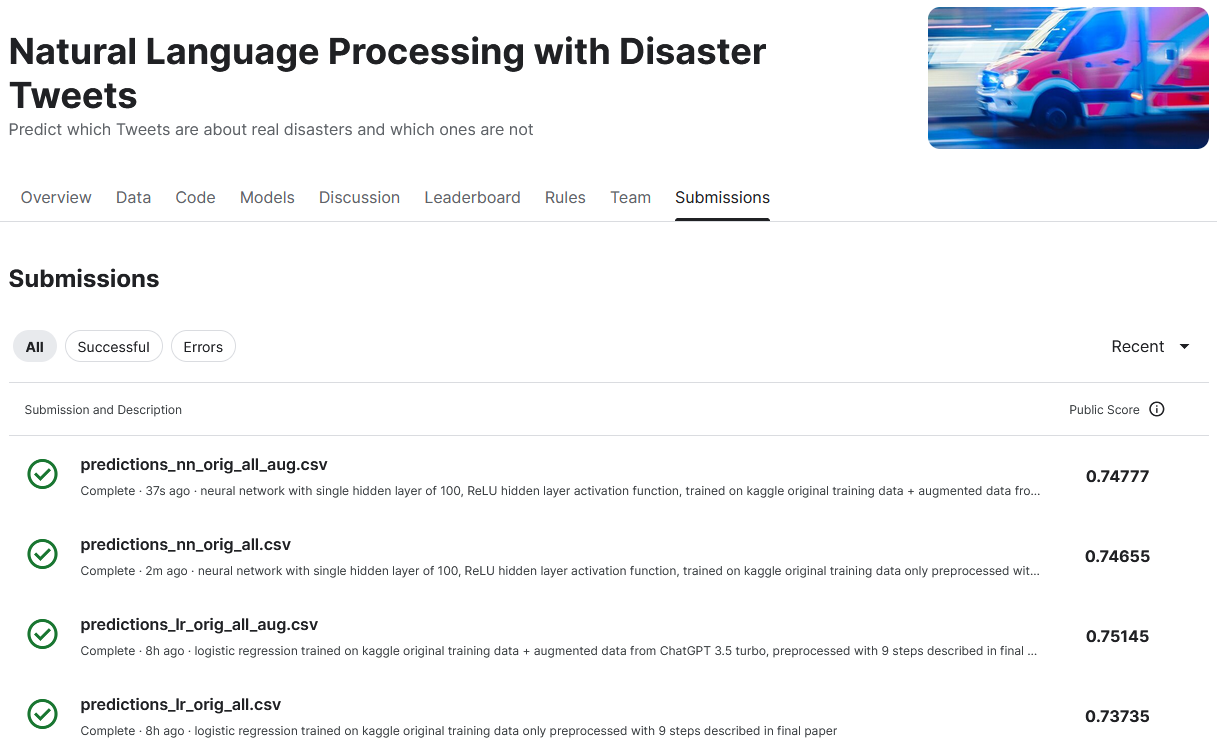 Natural Language Processing with Disaster
Tweets
Predict which Tweets are about real disasters and which ones are not
Overview Data Code Models Discussion Leaderboard Rules Team Submissions
Submissions
All Successful Errors Recent
Submission and Description Public Score
predictions_nn_orig_all_aug.csv
Complete · 37s ago · neural network with single hidden layer of 100, ReLU hidden layer activation function, trained on kaggle original training data + augmented data fro...
0.74777
predictions_nn_orig_all.csv
Complete · 2m ago · neural network with single hidden layer of 100, ReLU hidden layer activation function, trained on kaggle original training data only preprocessed wit...
0.74655
predictions_lr_orig_all_aug.csv
Complete · 8h ago · logistic regression trained on kaggle original training data + augmented data from ChatGPT 3.5 turbo, preprocessed with 9 steps described in final ...
0.75145
predictions_lr_orig_all.csv
Complete · 8h ago · logistic regression trained on kaggle original training data only preprocessed with 9 steps described in final paper
0.73735